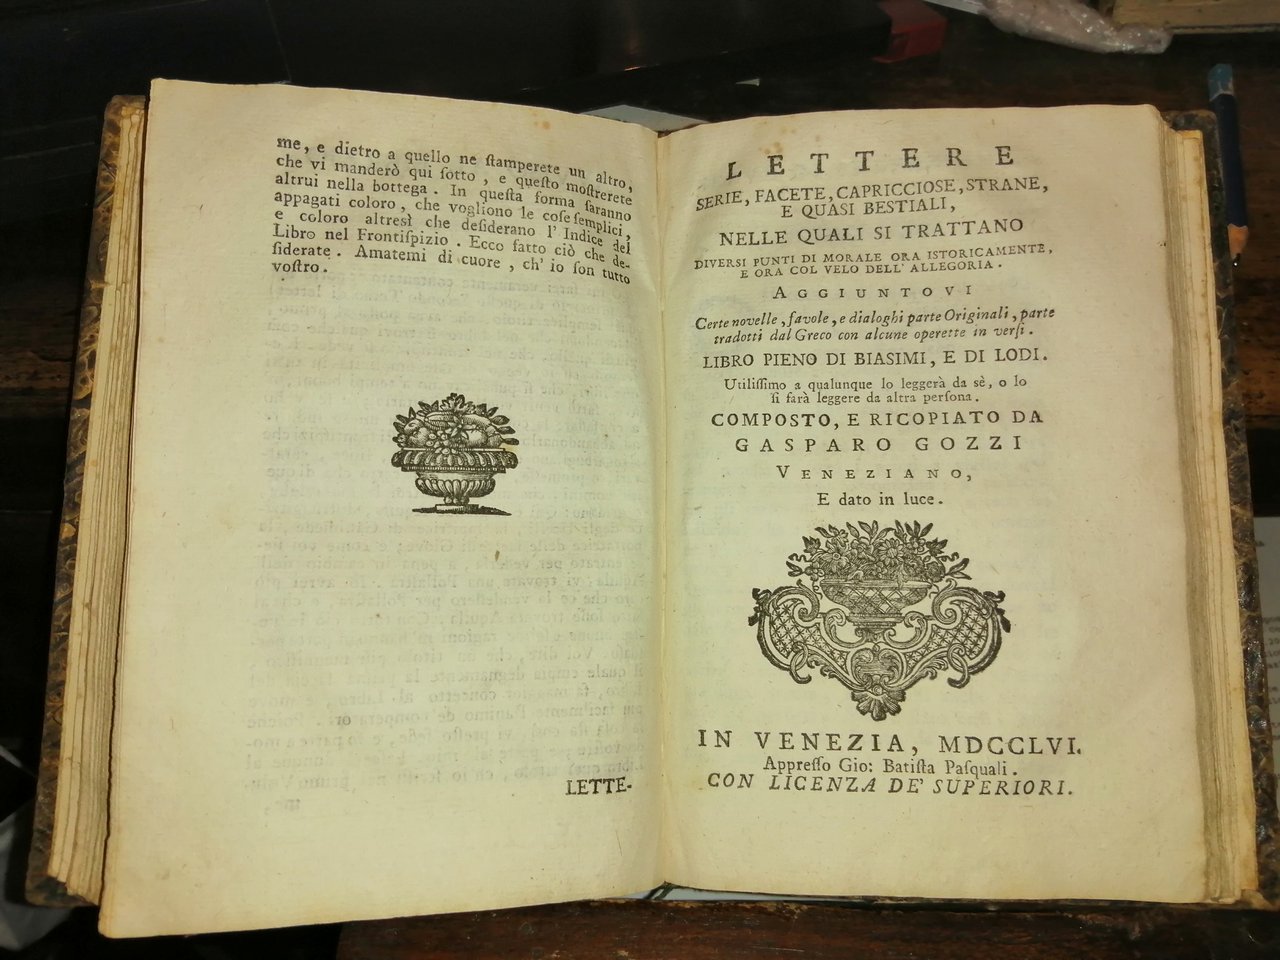 me, e dietro a quello ne ſtamperete un altro,
che vi manderò qui ſotto, e queſto moſtrerete
altrui nella bottega. In queſta forma ſaranno
appagati coloro, che vogliono le coſe ſemplici,
e coloro altresì che deſiderano l'Indice del
Libro nel Frontiſpizio. Ecco fatto ciò che de-
ſiderate. Amatemi di cuore, ch'io ſon tutto
voſtro.
LETTE-
LETTERE
SERIE, FACETE, CAPRICCIOSE, STRANE,
E QUASI BESTIALI,
NELLE QUALI SI TRATTANO
DIVERSI PUNTI DI MORALE ORA ISTORICAMENTE,
E ORA COL VELO DELL'ALLEGORIA.
AGGIUNTOVI
Certe novelle, favole, e dialoghi parte Originali, parte
tradotti dal Greco con alcune operette in verſi.
LIBRO PIENO DI BIASIMI, E DI LODI.
Utiliſſimo a qualunque lo leggerà da sè, o lo
ſi farà leggere da altra perſona.
COMPOSTO, E RICOPIATO DA
GASPARO GOZZI
VENEZIANO,
E dato in luce.
IN VENEZIA, MDCCLVI.
Appreſſo Gio: Batiſta Paſquali.
CON LICENZA DE' SUPERIORI.